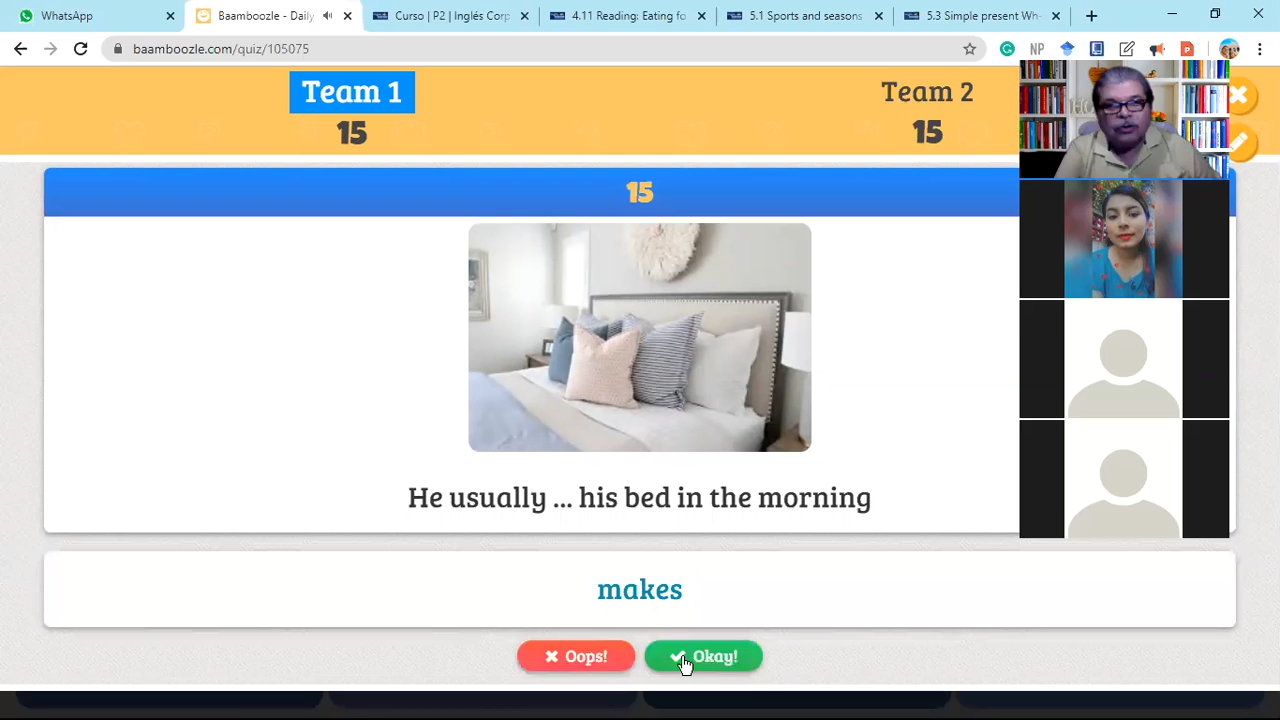 WhatsApp
Baamboozle - Daily
Curso | P2 | Inglés Corp
4.11 Reading: Eating fo
5.1 Sports and seasons
5.3 Simple present Wh-
baamboozle.com/quiz/105075
NP
Team 1
15
Team 2
15
15
He usually ... his bed in the morning
makes
Oops!
Okay!